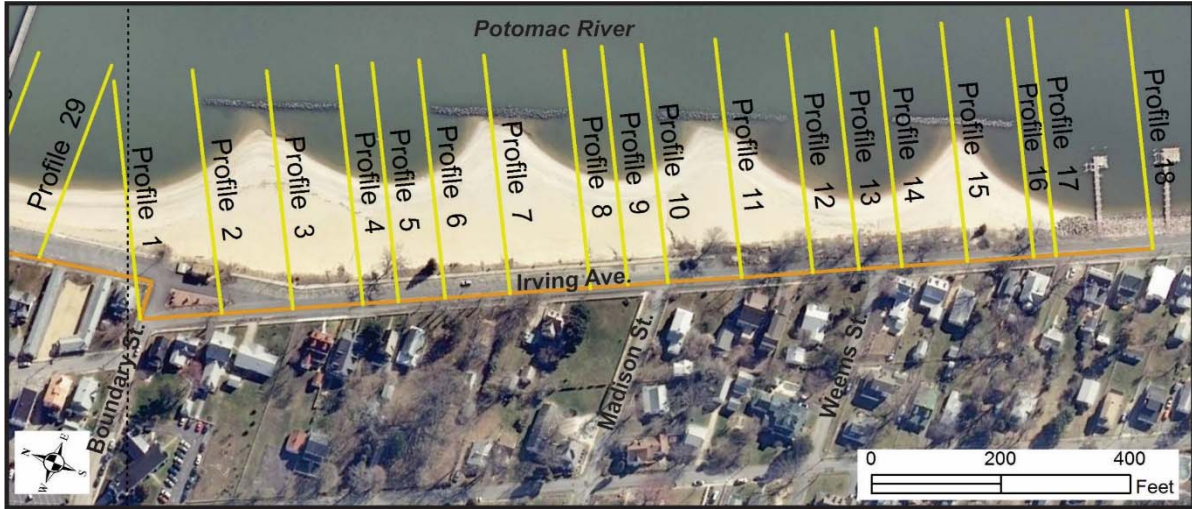 Potomac River
Profile 29
Profile 1
Profile 2
Profile 3
Profile 4
Profile 5
Profile 6
Profile 7
Profile 8
Profile 9
Profile 10
Profile 11
Profile 12
Profile 13
Profile 14
Profile 15
Profile 16
Profile 17
Profile 18
Irving Ave.
Boundary St.
Madison St.
Weems St.
N
E
W
S
0 200 400
Feet